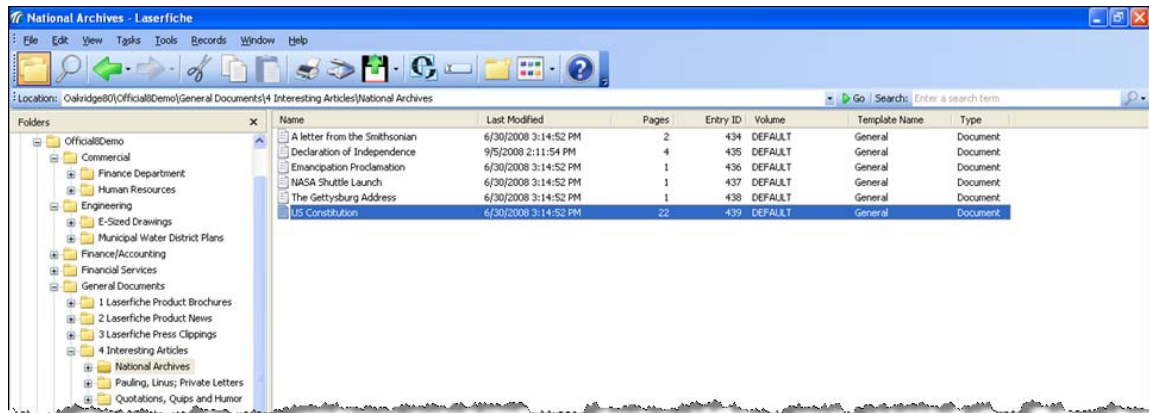 National Archives - Laserfiche
File Edit View Tasks Tools Records Window Help
Location: Oakridge80\Official8Demo\General Documents\4 Interesting Articles\National Archives Go Search: Enter a search term
Folders x Name Last Modified Pages Entry ID Volume Template Name Type
Official8Demo A letter from the Smithsonian 6/30/2008 3:14:52 PM 2 434 DEFAULT General Document
Commercial Declaration of Independence 9/5/2008 2:11:54 PM 4 435 DEFAULT General Document
Finance Department Emancipation Proclamation 6/30/2008 3:14:52 PM 1 436 DEFAULT General Document
Human Resources NASA Shuttle Launch 6/30/2008 3:14:52 PM 1 437 DEFAULT General Document
Engineering The Gettysburg Address 6/30/2008 3:14:52 PM 1 438 DEFAULT General Document
E-Sized Drawings US Constitution 6/30/2008 3:14:52 PM 22 439 DEFAULT General Document
Municipal Water District Plans
Finance/Accounting
Financial Services
General Documents
1 Laserfiche Product Brochures
2 Laserfiche Product News
3 Laserfiche Press Clippings
4 Interesting Articles
National Archives
Pauling, Linus; Private Letters
Quotations, Quips and Humor